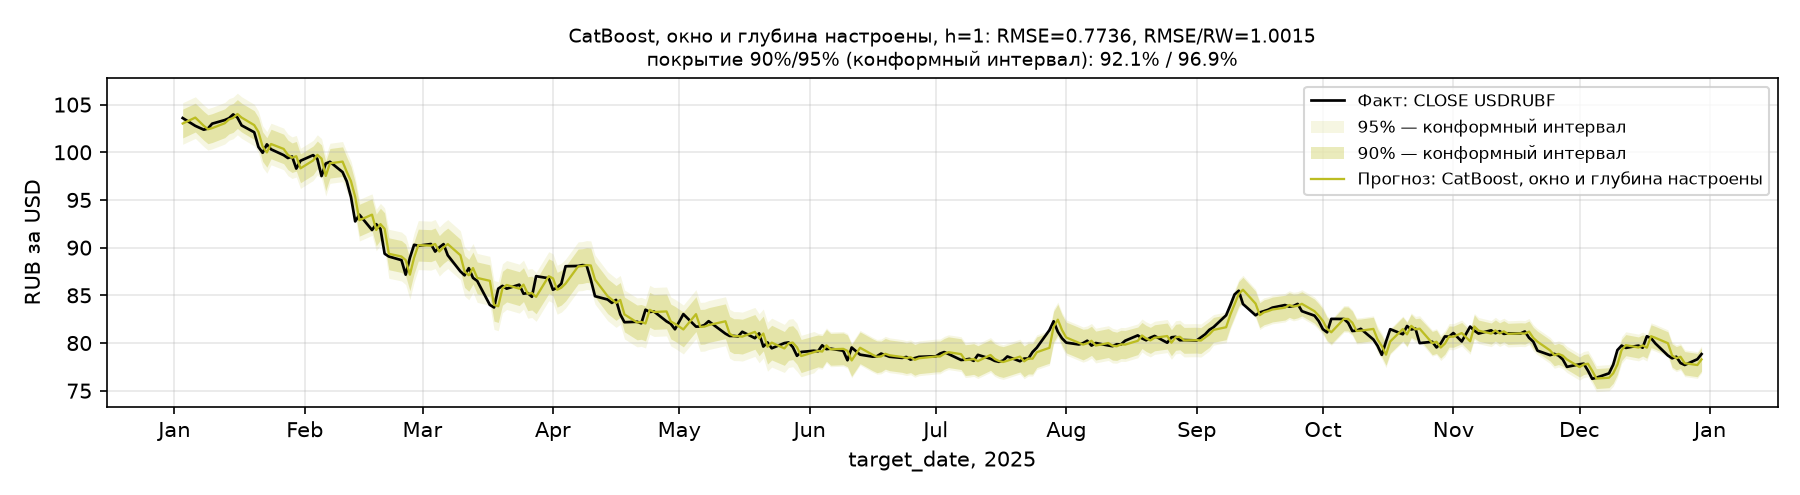 CatBoost, окно и глубина настроены, h=1: RMSE=0.7736, RMSE/RW=1.0015
покрытие 90%/95% (конформный интервал): 92.1% / 96.9%
Факт: CLOSE USDRUBF
95% — конформный интервал
90% — конформный интервал
Прогноз: CatBoost, окно и глубина настроены
RUB за USD
105
100
95
90
85
80
75
Jan Feb Mar Apr May Jun Jul Aug Sep Oct Nov Dec Jan
target_date, 2025